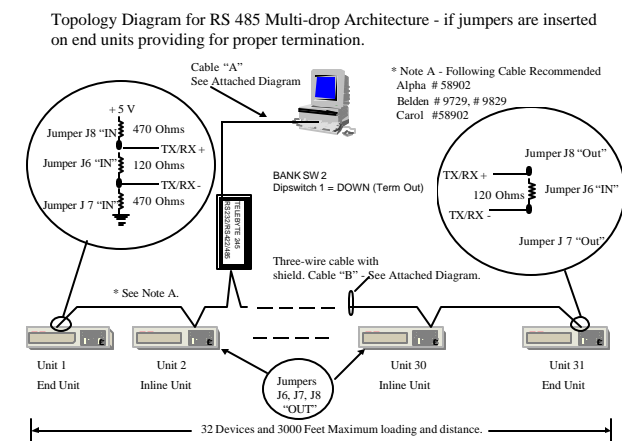 Topology Diagram for RS 485 Multi-drop Architecture - if jumpers are inserted
on end units providing for proper termination.
Cable “A”
See Attached Diagram
* Note A - Following Cable Recommended
Alpha # 58902
Belden # 9729, # 9829
Carol #58902
+ 5 V
Jumper J8 “IN”
470 Ohms
TX/RX +
Jumper J6 “IN”
120 Ohms
TX/RX -
Jumper J 7 “IN”
470 Ohms
BANK SW 2
Dipswitch 1 = DOWN (Term Out)
TELEBYTE 245
RS232/RS422/485
Jumper J8 “Out”
TX/RX +
120 Ohms
Jumper J6 “IN”
TX/RX -
Jumper J 7 “Out”
Three-wire cable with
shield. Cable “B” - See Attached Diagram.
* See Note A.
Unit 1
End Unit
Unit 2
Inline Unit
Jumpers
J6, J7, J8
“OUT”
Unit 30
Inline Unit
Unit 31
End Unit
32 Devices and 3000 Feet Maximum loading and distance.